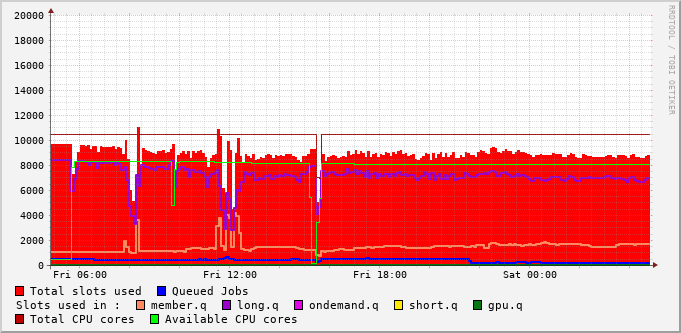 20000
18000
16000
14000
12000
10000
8000
6000
4000
2000
0
Fri 06:00 Fri 12:00 Fri 18:00 Sat 00:00
Total slots used Queued Jobs
Slots used in : member.q long.q ondemand.q short.q gpu.q
Total CPU cores Available CPU cores
RRDTOOL / TOBI OETIKER